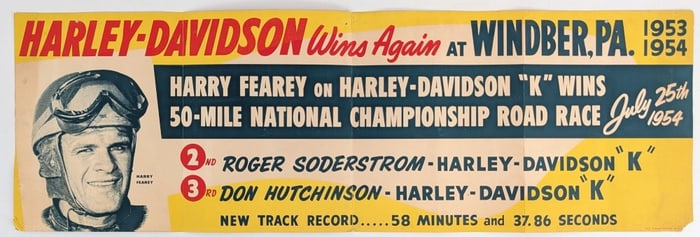 HARLEY-DAVIDSON Wins Again AT WINDBER, PA. 1953 1954
HARRY FEAREY ON HARLEY-DAVIDSON "K" WINS
50-MILE NATIONAL CHAMPIONSHIP ROAD RACE July 25th 1954
2ND ROGER SODERSTROM - HARLEY-DAVIDSON "K"
3RD DON HUTCHINSON - HARLEY-DAVIDSON "K"
HARRY FEAREY
NEW TRACK RECORD.....58 MINUTES and 37.86 SECONDS